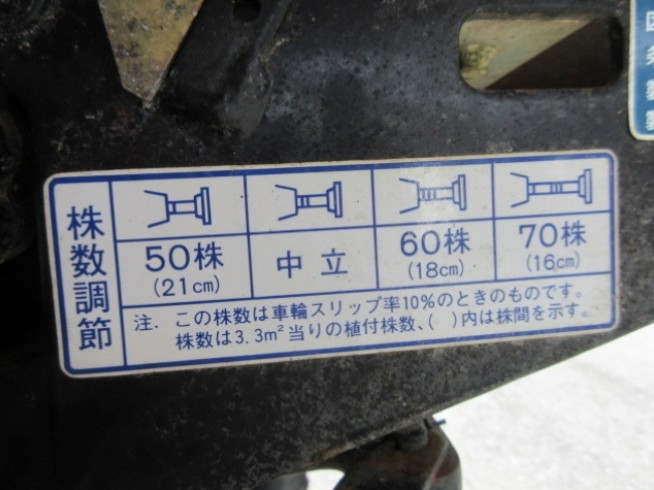 株数調節
50株 中立 60株 70株
(21cm) (18cm) (16cm)
注. この株数は車輪スリップ率10%のときのものです。
株数は3.3m²当りの植付株数、( )内は株間を示す。